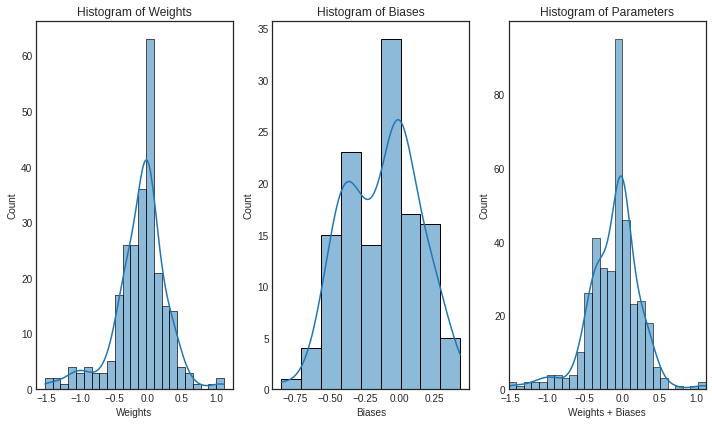 Histogram of Weights
Count
60
50
40
30
20
10
0
−1.5 −1.0 −0.5 0.0 0.5 1.0
Weights
Histogram of Biases
Count
35
30
25
20
15
10
5
0
−0.75 −0.50 −0.25 0.00 0.25
Biases
Histogram of Parameters
Count
80
60
40
20
0
−1.5 −1.0 −0.5 0.0 0.5 1.0
Weights + Biases